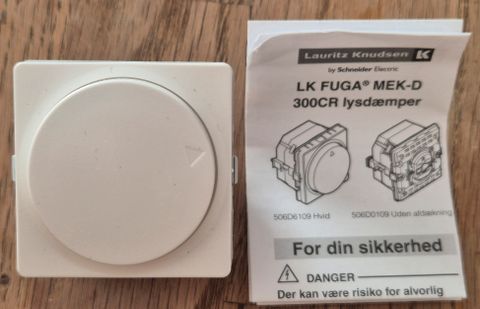 Lauritz Knudsen LK
by Schneider Electric
LK FUGA® MEK-D
300CR lysdæmper
506D6109 Hvid
506D0109 Uden afdækning
For din sikkerhed
DANGER
Der kan være risiko for alvorlig